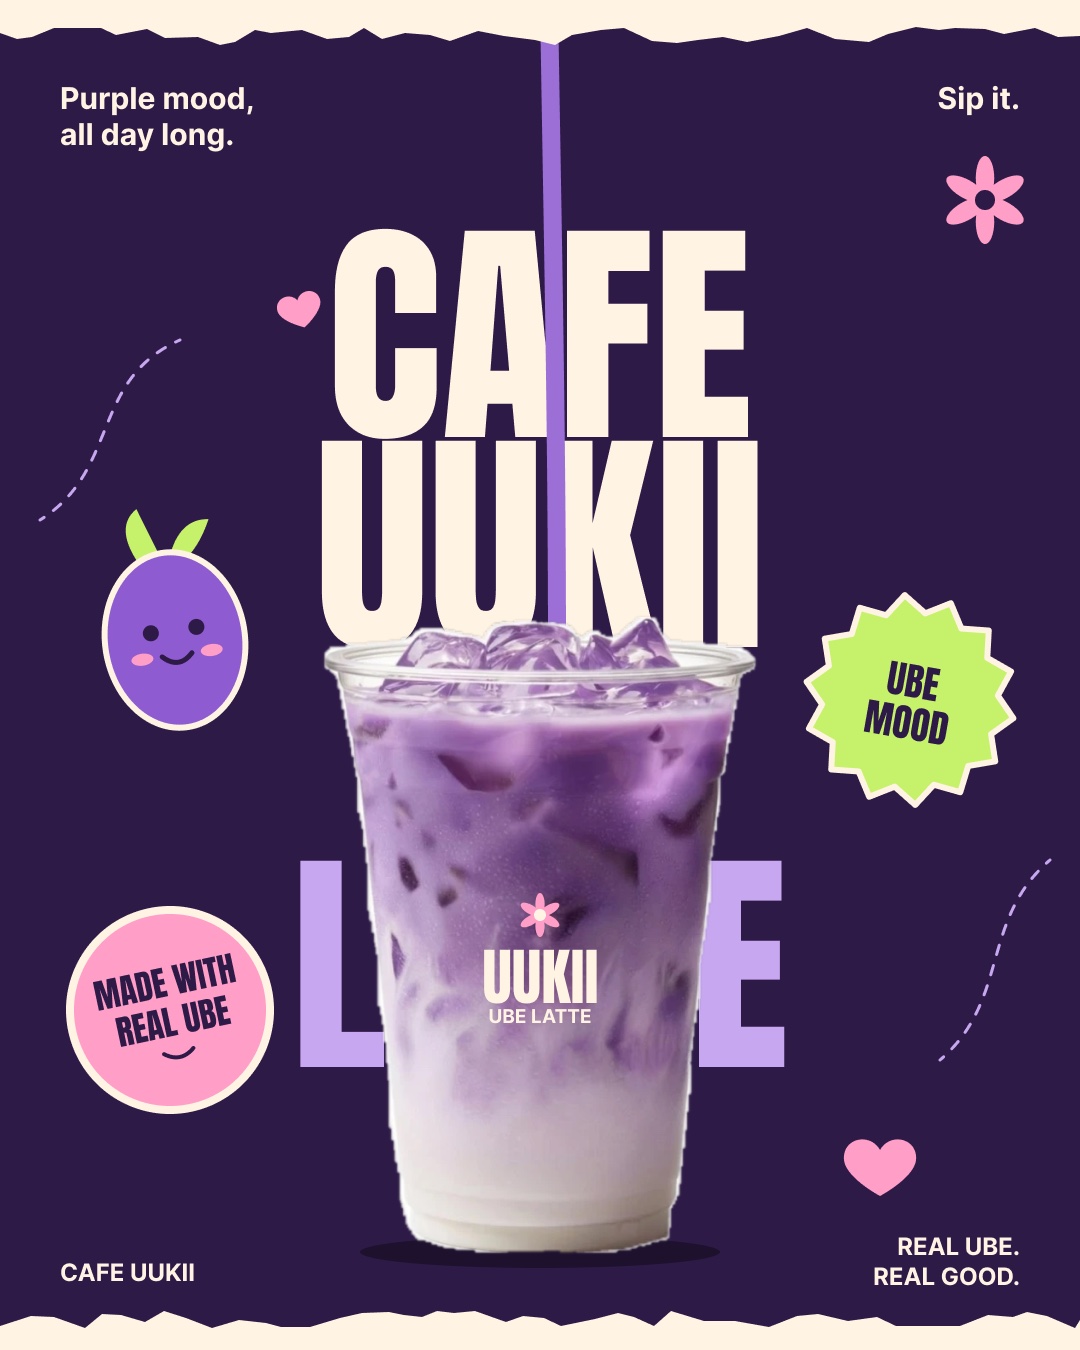 Purple mood,
all day long.
Sip it.
CAFE
UUKII
UBE
MOOD
MADE WITH
REAL UBE
UUKII
UBE LATTE
CAFE UUKII
REAL UBE.
REAL GOOD.